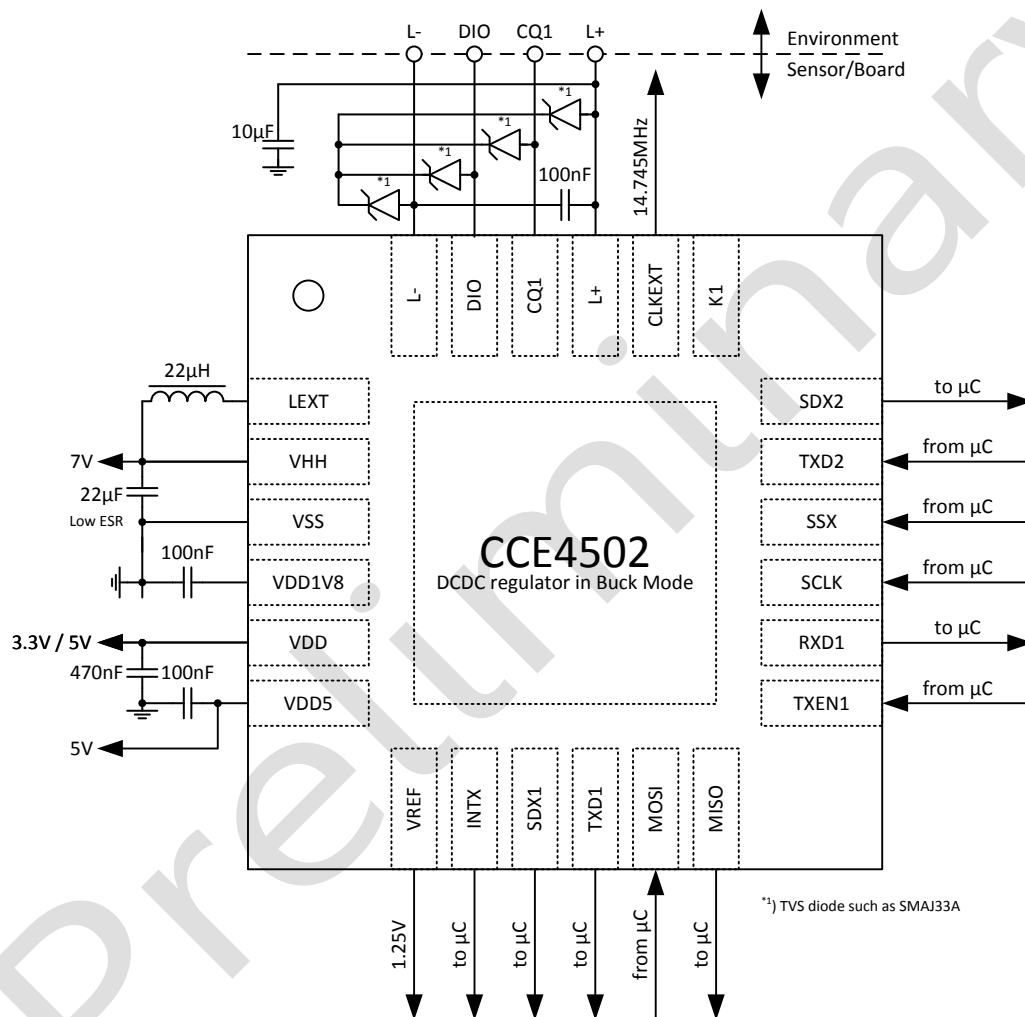 L- DIO CQ1 L+
Environment
Sensor/Board
*1
*1
*1
*1
10µF
100nF
14.745MHz
L- DIO CQ1 L+ CLKEXT K1
22µH
LEXT
7V
VHH
22µF
Low ESR
VSS
100nF
VDD1V8
3.3V / 5V
VDD
470nF 100nF
VDD5
5V
CCE4502
DCDC regulator in Buck Mode
SDX2 to µC
TXD2 from µC
SSX from µC
SCLK from µC
RXD1 to µC
TXEN1 from µC
VREF INTX SDX1 TXD1 MOSI MISO
1.25V to µC to µC to µC from µC to µC
*1) TVS diode such as SMAJ33A
Preliminary